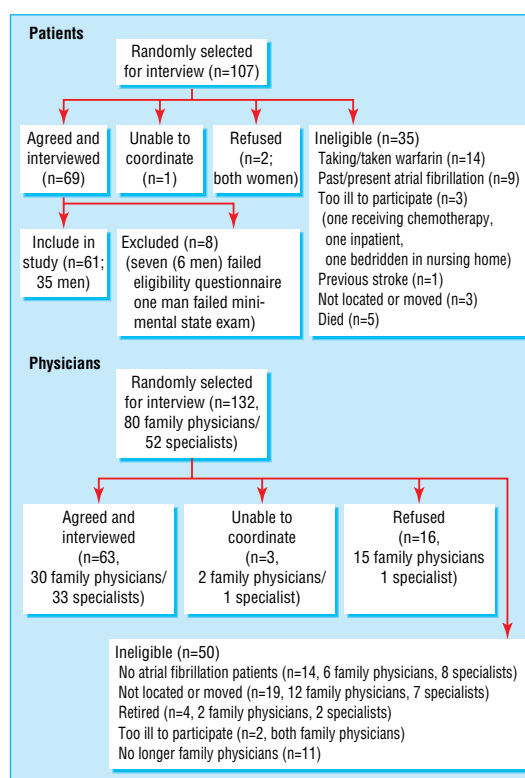 Patients
Randomly selected
for interview (n=107)
Agreed and
interviewed
(n=69)
Unable to
coordinate
(n=1)
Refused
(n=2;
both women)
Ineligible (n=35)
Taking/taken warfarin (n=14)
Past/present atrial fibrillation (n=9)
Too ill to participate (n=3)
(one receiving chemotherapy,
one inpatient,
one bedridden in nursing home)
Previous stroke (n=1)
Not located or moved (n=3)
Died (n=5)
Include in
study (n=61;
35 men)
Excluded (n=8)
(seven (6 men) failed
eligibility questionnaire
one man failed mini-
mental state exam)
Physicians
Randomly selected
for interview (n=132,
80 family physicians/
52 specialists)
Agreed and
interviewed
(n=63,
30 family physicians/
33 specialists)
Unable to
coordinate
(n=3,
2 family physicians/
1 specialist)
Refused
(n=16,
15 family physicians
1 specialist)
Ineligible (n=50)
No atrial fibrillation patients (n=14, 6 family physicians, 8 specialists)
Not located or moved (n=19, 12 family physicians, 7 specialists)
Retired (n=4, 2 family physicians, 2 specialists)
Too ill to participate (n=2, both family physicians)
No longer family physicians (n=11)